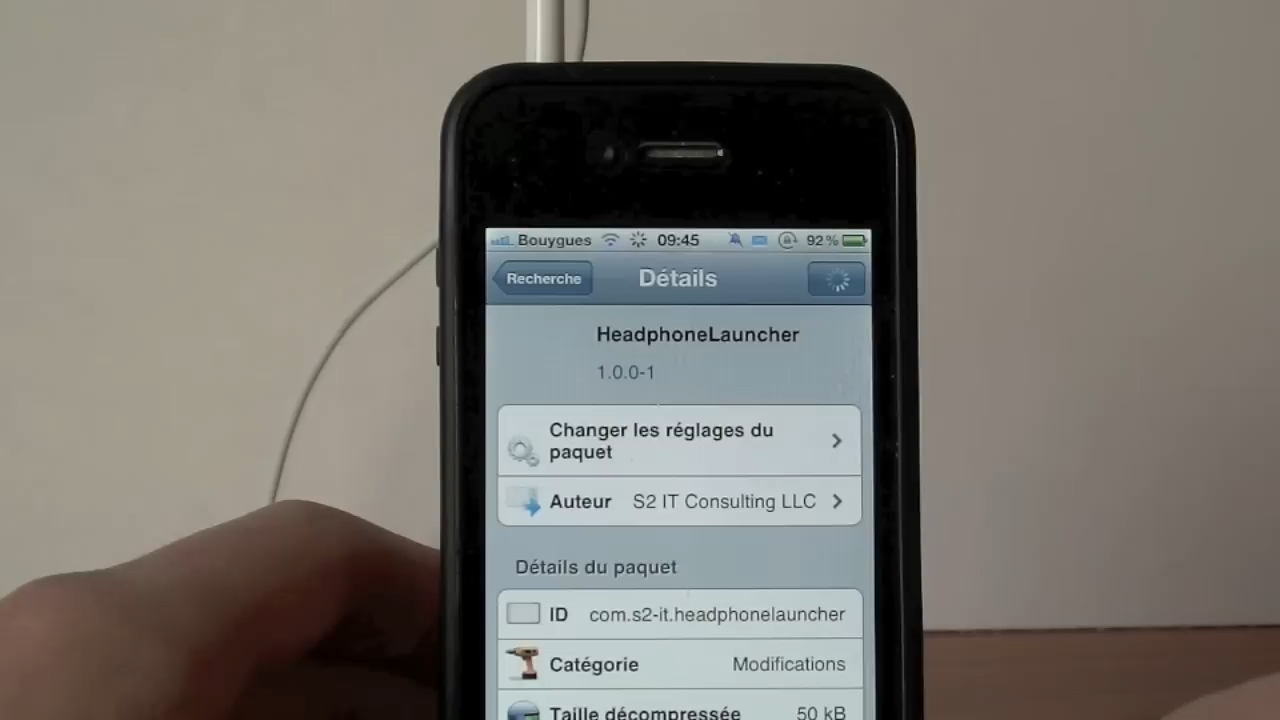 Bouygues 09:45 92 %
Recherche Détails
HeadphoneLauncher
1.0.0-1
Changer les réglages du
paquet
Auteur S2 IT Consulting LLC
Détails du paquet
ID com.s2-it.headphonelauncher
Catégorie Modifications
Taille décompressée 50 kB